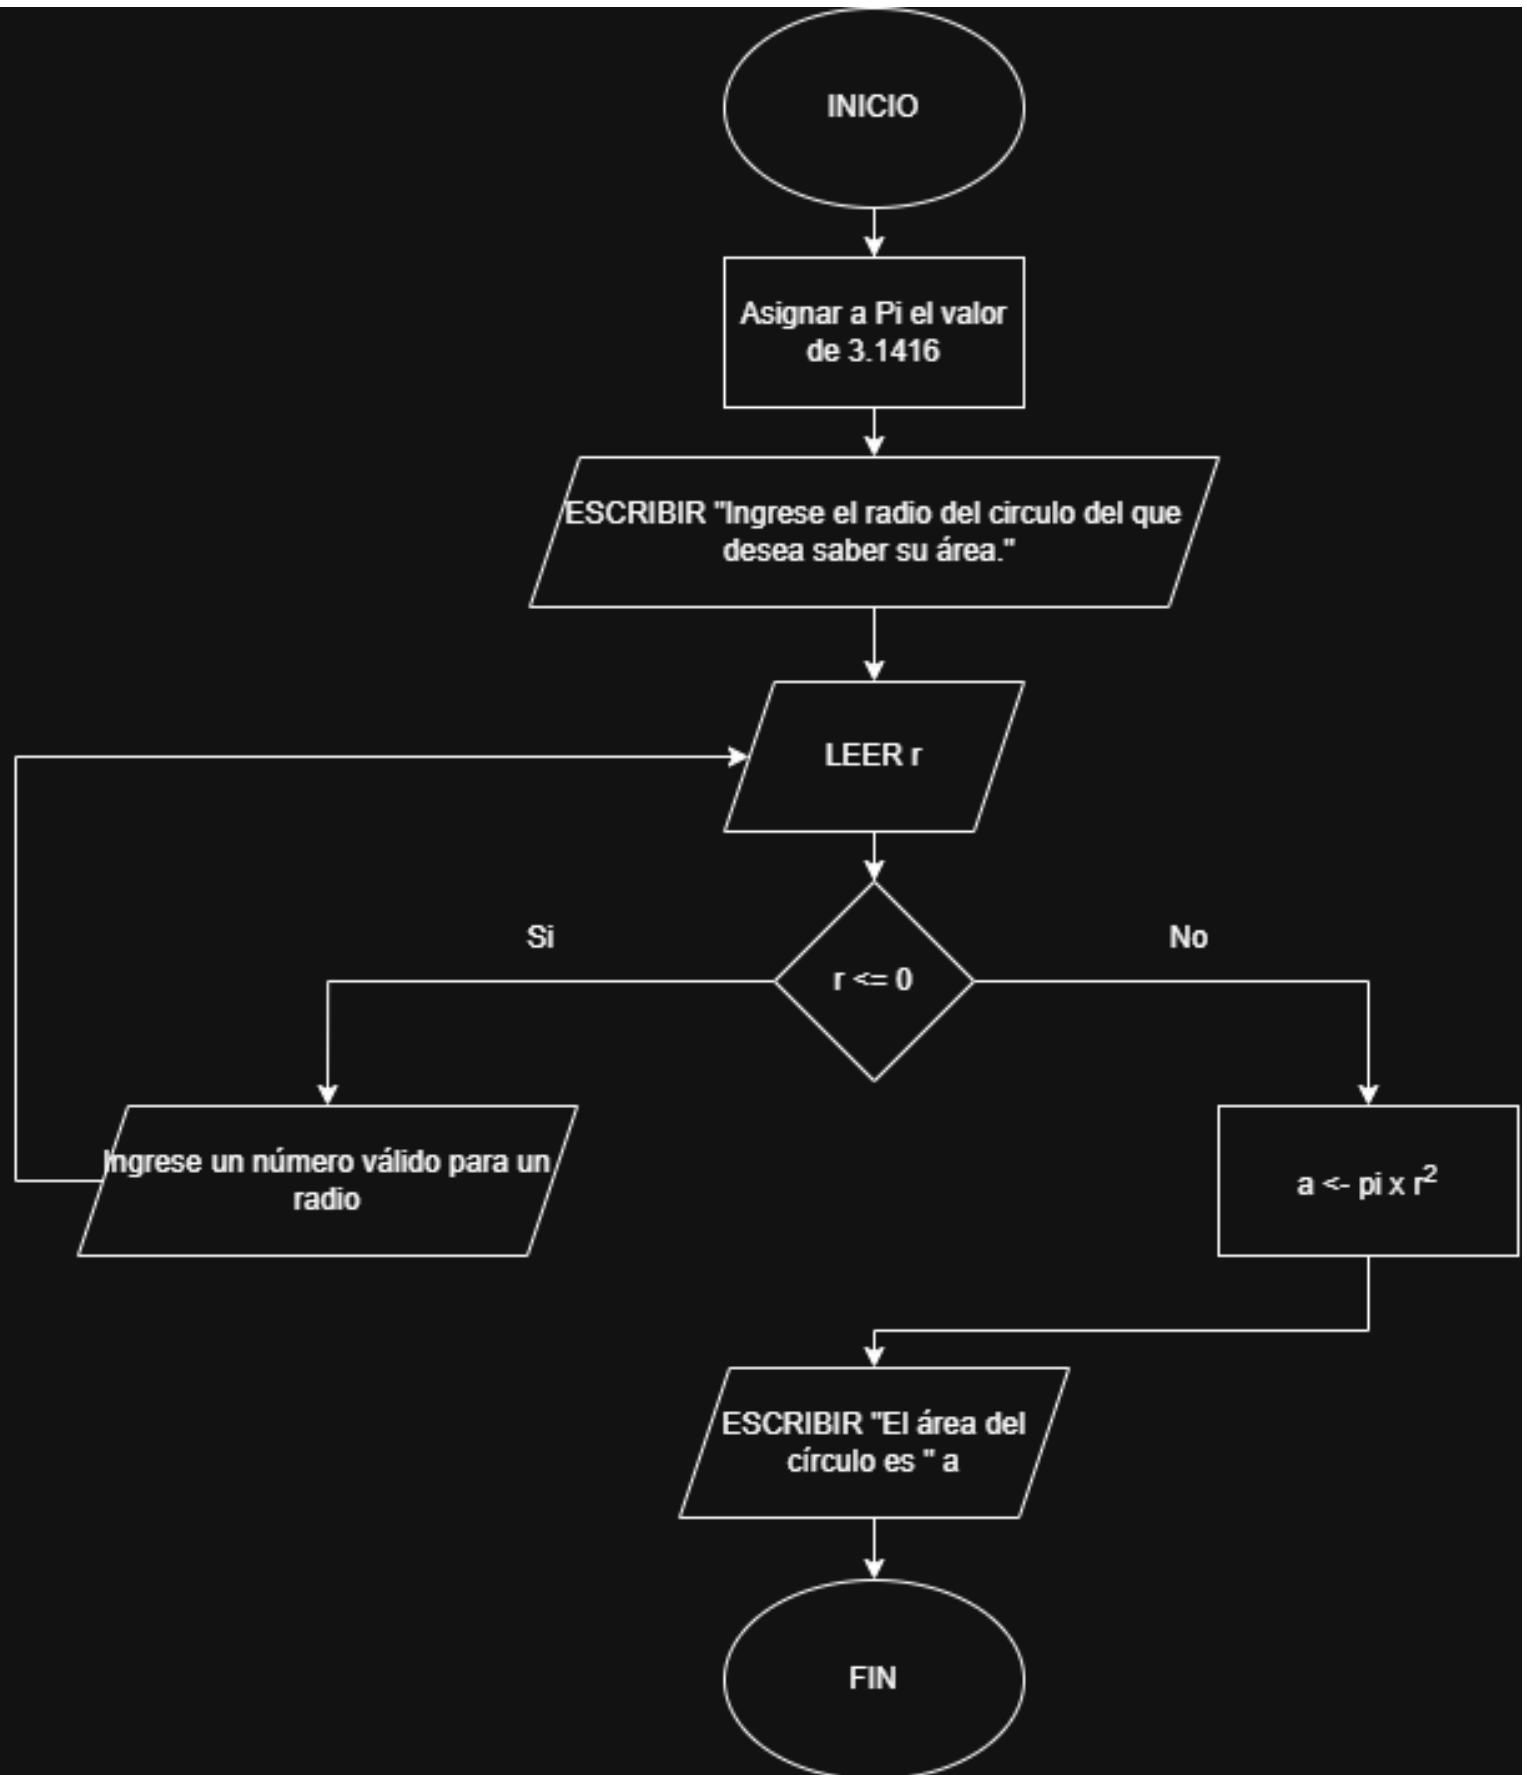 INICIO
Asignar a Pi el valor
de 3.1416
ESCRIBIR "Ingrese el radio del circulo del que
desea saber su área."
LEER r
Si
No
r <= 0
Ingrese un número válido para un
radio
a <- pi x r²
ESCRIBIR "El área del
círculo es " a
FIN